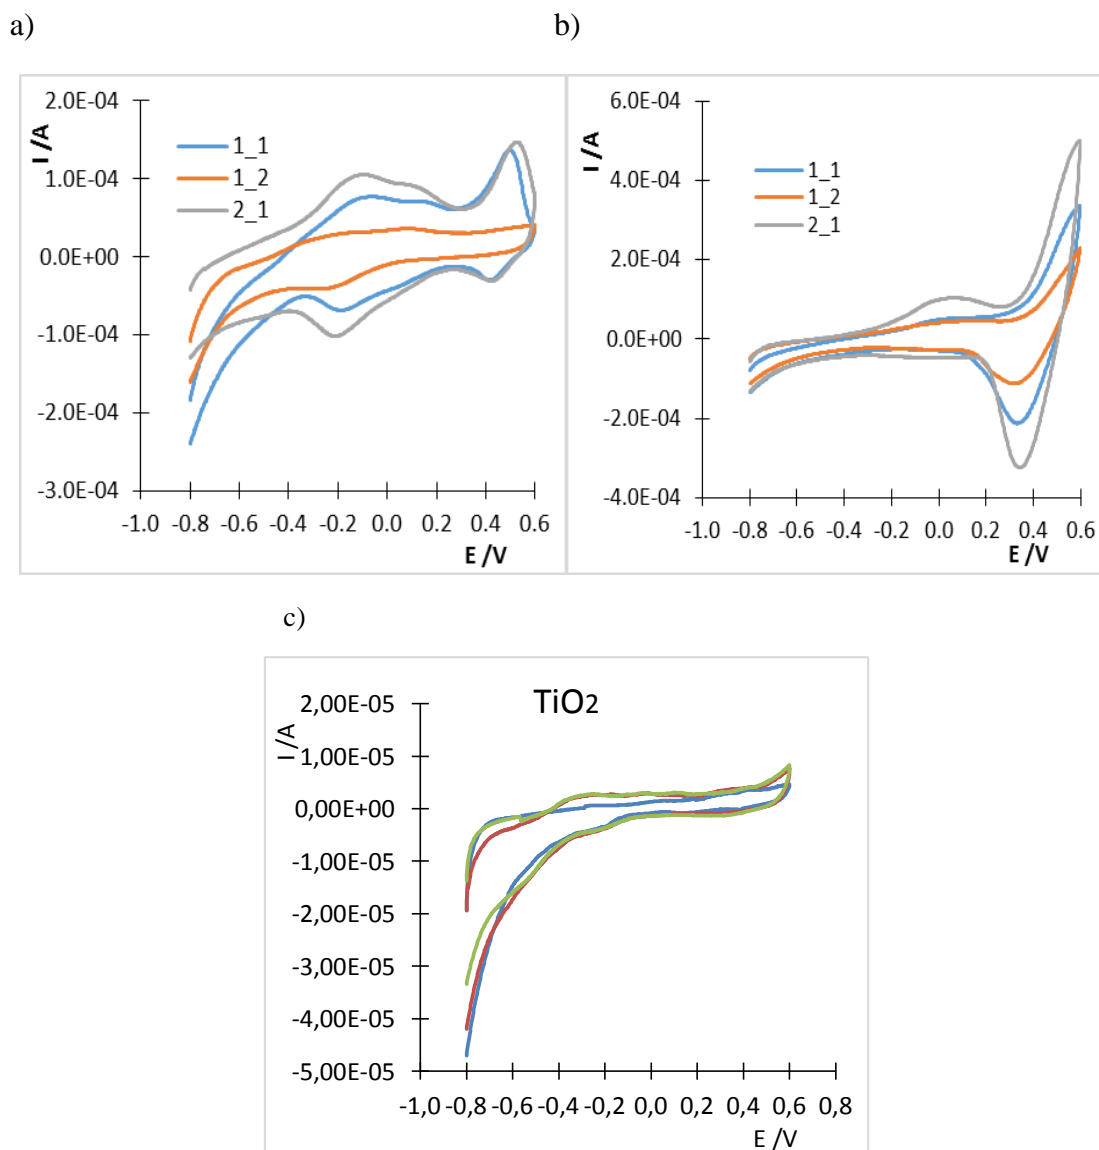 a)
b)
2.0E-04
1.0E-04
0.0E+00
-1.0E-04
-2.0E-04
-3.0E-04
I /A
1_1
1_2
2_1
-1.0 -0.8 -0.6 -0.4 -0.2 0.0 0.2 0.4 0.6
E /V
6.0E-04
4.0E-04
2.0E-04
0.0E+00
-2.0E-04
-4.0E-04
I /A
1_1
1_2
2_1
-1.0 -0.8 -0.6 -0.4 -0.2 0.0 0.2 0.4 0.6
E /V
c)
TiO2
2,00E-05
1,00E-05
0,00E+00
-1,00E-05
-2,00E-05
-3,00E-05
-4,00E-05
-5,00E-05
I /A
-1,0 -0,8 -0,6 -0,4 -0,2 0,0 0,2 0,4 0,6 0,8
E /V